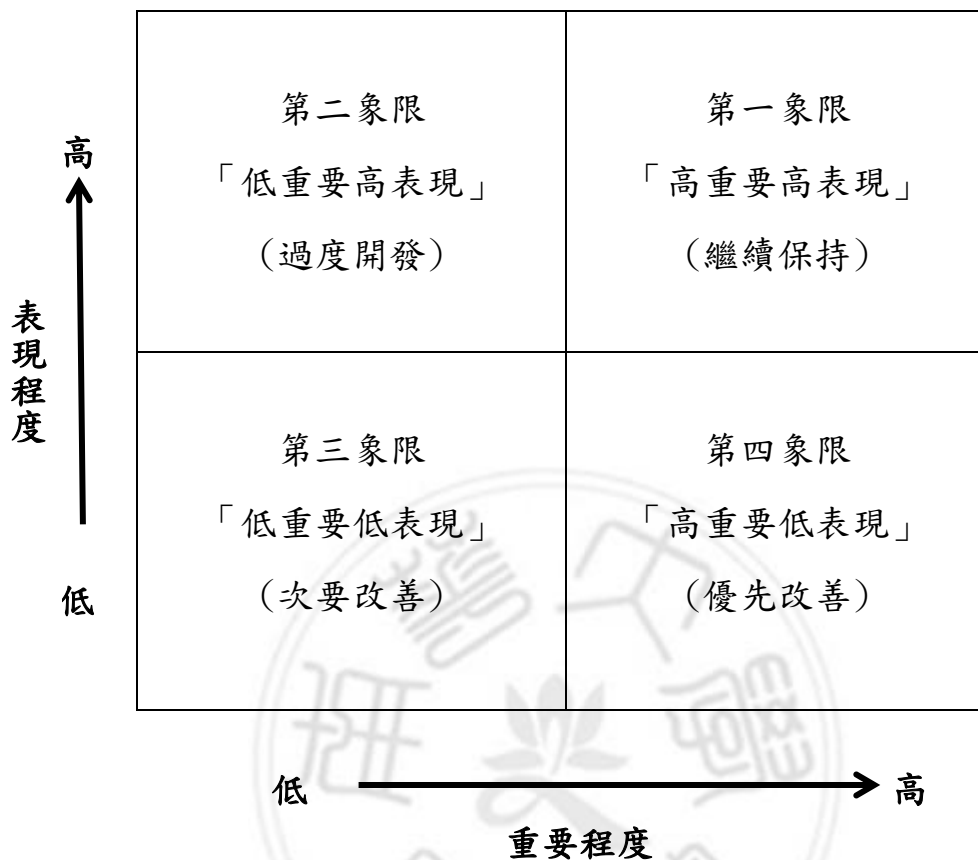 第二象限
「低重要高表現」
(過度開發)
第一象限
「高重要高表現」
(繼續保持)
高
表現程度
低
第三象限
「低重要低表現」
(次要改善)
第四象限
「高重要低表現」
(優先改善)
低
高
重要程度